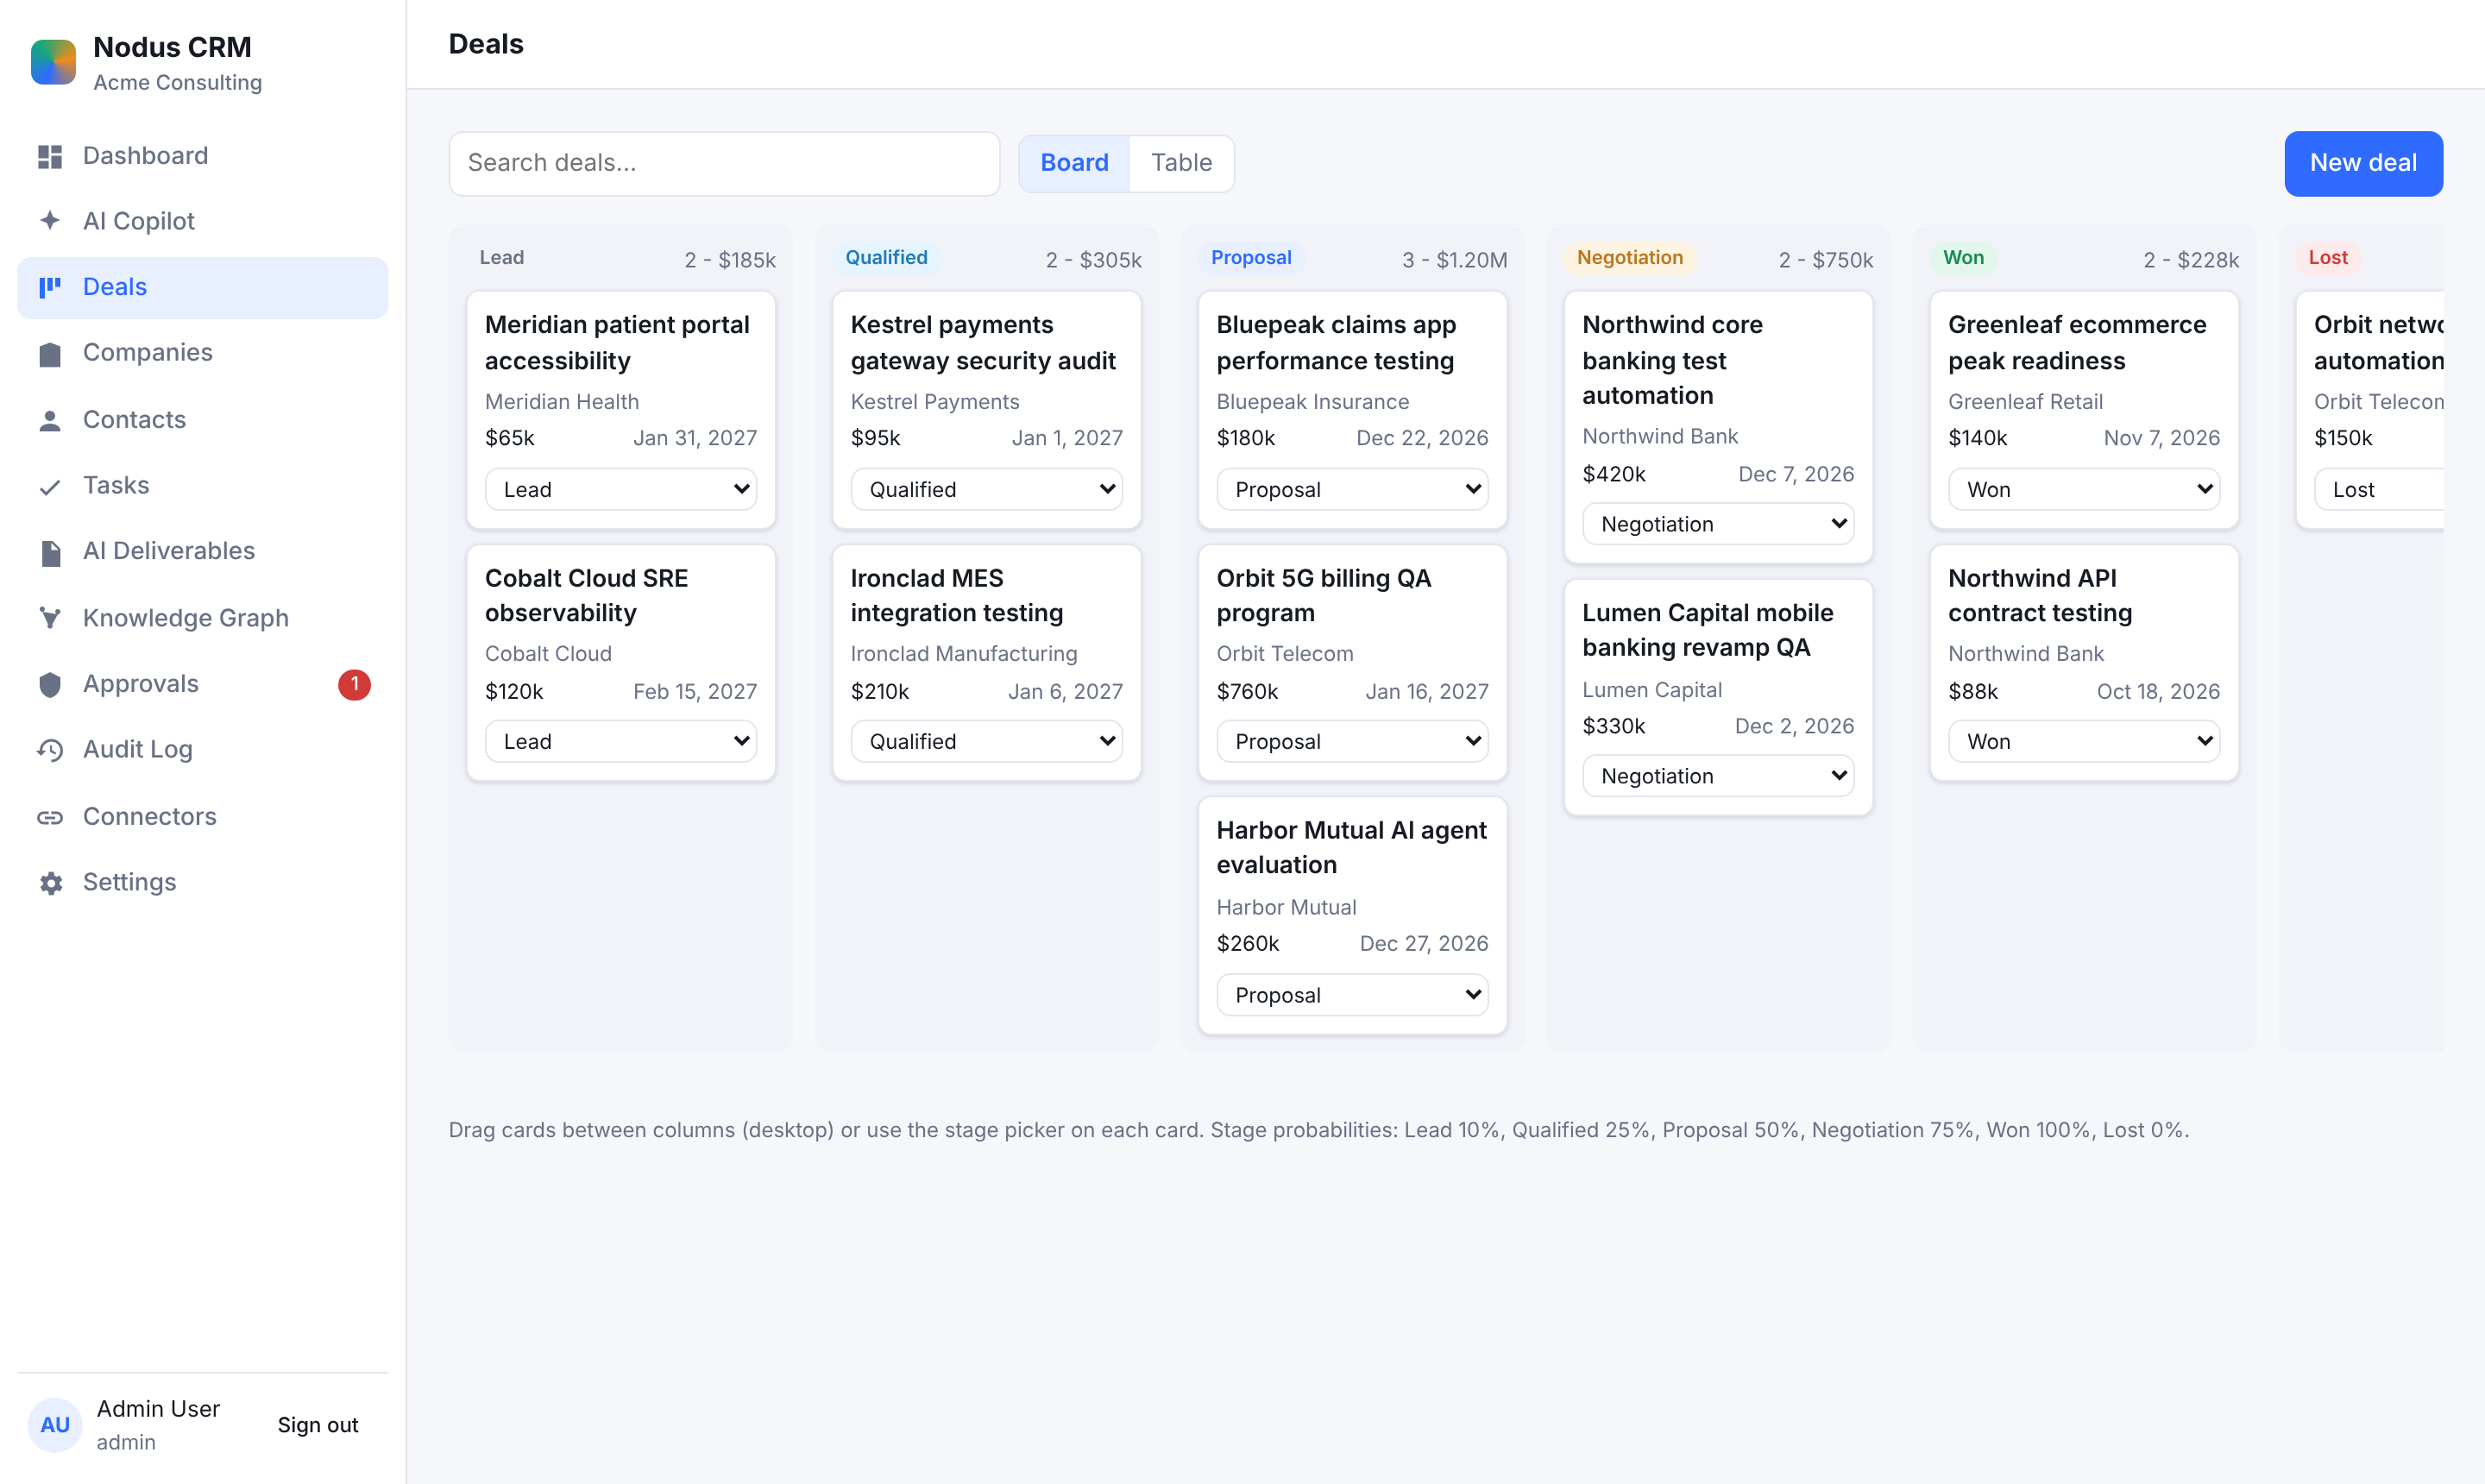 Nodus CRM
Acme Consulting
Dashboard
AI Copilot
Deals
Companies
Contacts
Tasks
AI Deliverables
Knowledge Graph
Approvals 1
Audit Log
Connectors
Settings
AU
Admin User
admin
Sign out
Deals
Search deals...
Board
Table
New deal
Lead 2 - $185k
Meridian patient portal
accessibility
Meridian Health
$65k Jan 31, 2027
Lead
Cobalt Cloud SRE
observability
Cobalt Cloud
$120k Feb 15, 2027
Lead
Qualified 2 - $305k
Kestrel payments
gateway security audit
Kestrel Payments
$95k Jan 1, 2027
Qualified
Ironclad MES
integration testing
Ironclad Manufacturing
$210k Jan 6, 2027
Qualified
Proposal 3 - $1.20M
Bluepeak claims app
performance testing
Bluepeak Insurance
$180k Dec 22, 2026
Proposal
Orbit 5G billing QA
program
Orbit Telecom
$760k Jan 16, 2027
Proposal
Harbor Mutual AI agent
evaluation
Harbor Mutual
$260k Dec 27, 2026
Proposal
Negotiation 2 - $750k
Northwind core
banking test
automation
Northwind Bank
$420k Dec 7, 2026
Negotiation
Lumen Capital mobile
banking revamp QA
Lumen Capital
$330k Dec 2, 2026
Negotiation
Won 2 - $228k
Greenleaf ecommerce
peak readiness
Greenleaf Retail
$140k Nov 7, 2026
Won
Northwind API
contract testing
Northwind Bank
$88k Oct 18, 2026
Won
Lost
Orbit
automation
Orbit
$150k
Lost
Drag cards between columns (desktop) or use the stage picker on each card. Stage probabilities: Lead 10%, Qualified 25%, Proposal 50%, Negotiation 75%, Won 100%, Lost 0%.